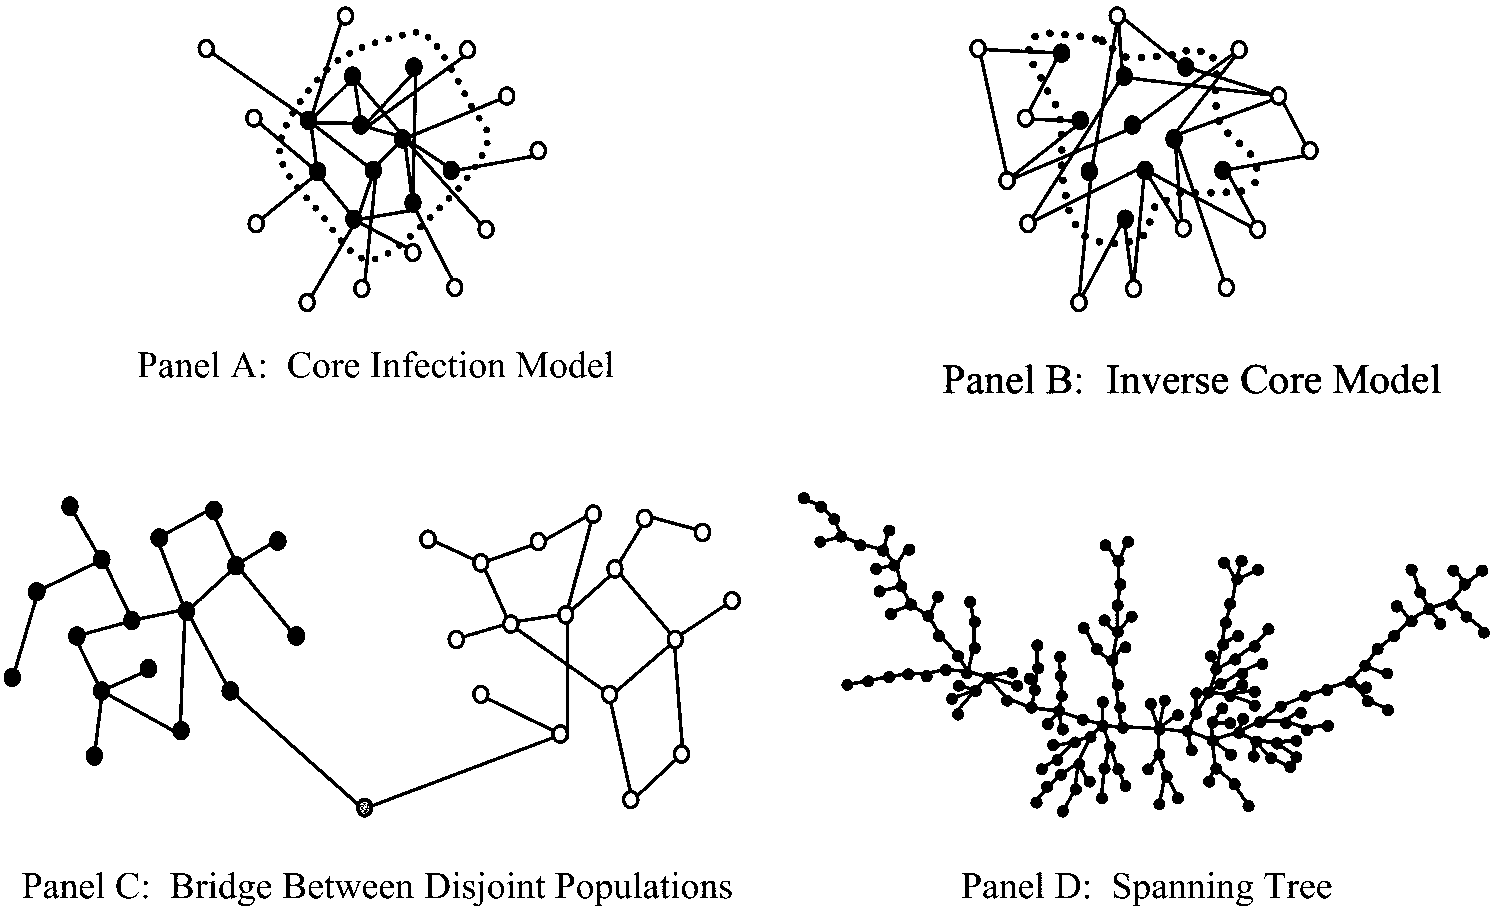 Panel A: Core Infection Model
Panel B: Inverse Core Model
Panel C: Bridge Between Disjoint Populations
Panel D: Spanning Tree